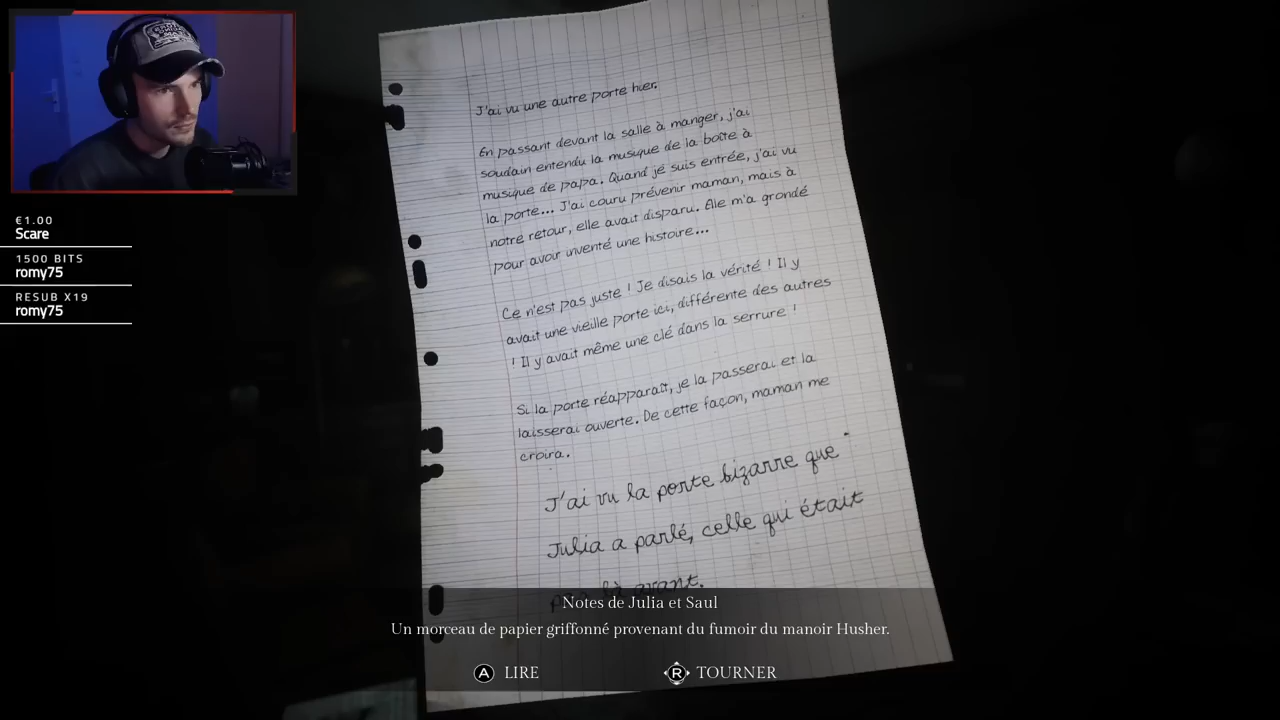 €1.00
Scare
1500 BITS
romy75
RESUB X19
romy75
J'ai vu une autre porte hier.
En passant devant la salle à manger, j'ai
soudain entendu la musique de la boîte à
musique de papa. Quand je suis entrée, j'ai vu
la porte... J'ai couru prévenir maman, mais à
notre retour, elle avait disparu. Elle m'a grondé
pour avoir inventé une histoire...
Ce n'est pas juste ! Je disais la vérité ! Il y
avait une vieille porte ici, différente des autres
! Il y avait même une clé dans la serrure !
Si la porte réapparaît, je la passerai et la
laisserai ouverte. De cette façon, maman me
croira.
J'ai vu la porte bizarre que
Julia a parlé, celle qui était
pas là avant.
Notes de Julia et Saul
Un morceau de papier griffonné provenant du fumoir du manoir Husher.
A LIRE
R TOURNER